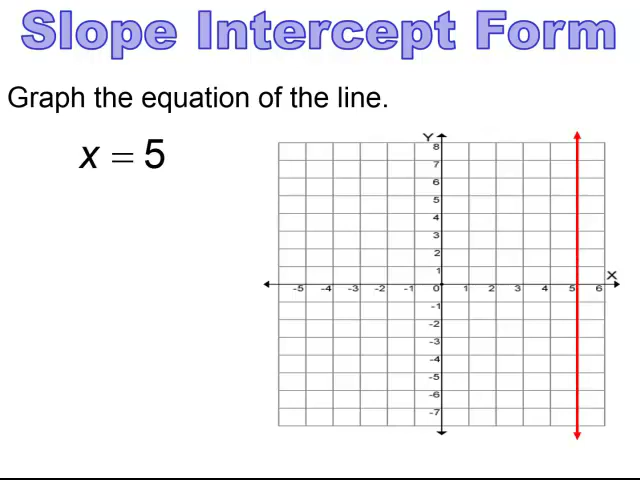 Slope Intercept Form
Graph the equation of the line.
x = 5
Y
8
7
6
5
4
3
2
1
X
-5 -4 -3 -2 -1 0 1 2 3 4 5 6
-1
-2
-3
-4
-5
-6
-7